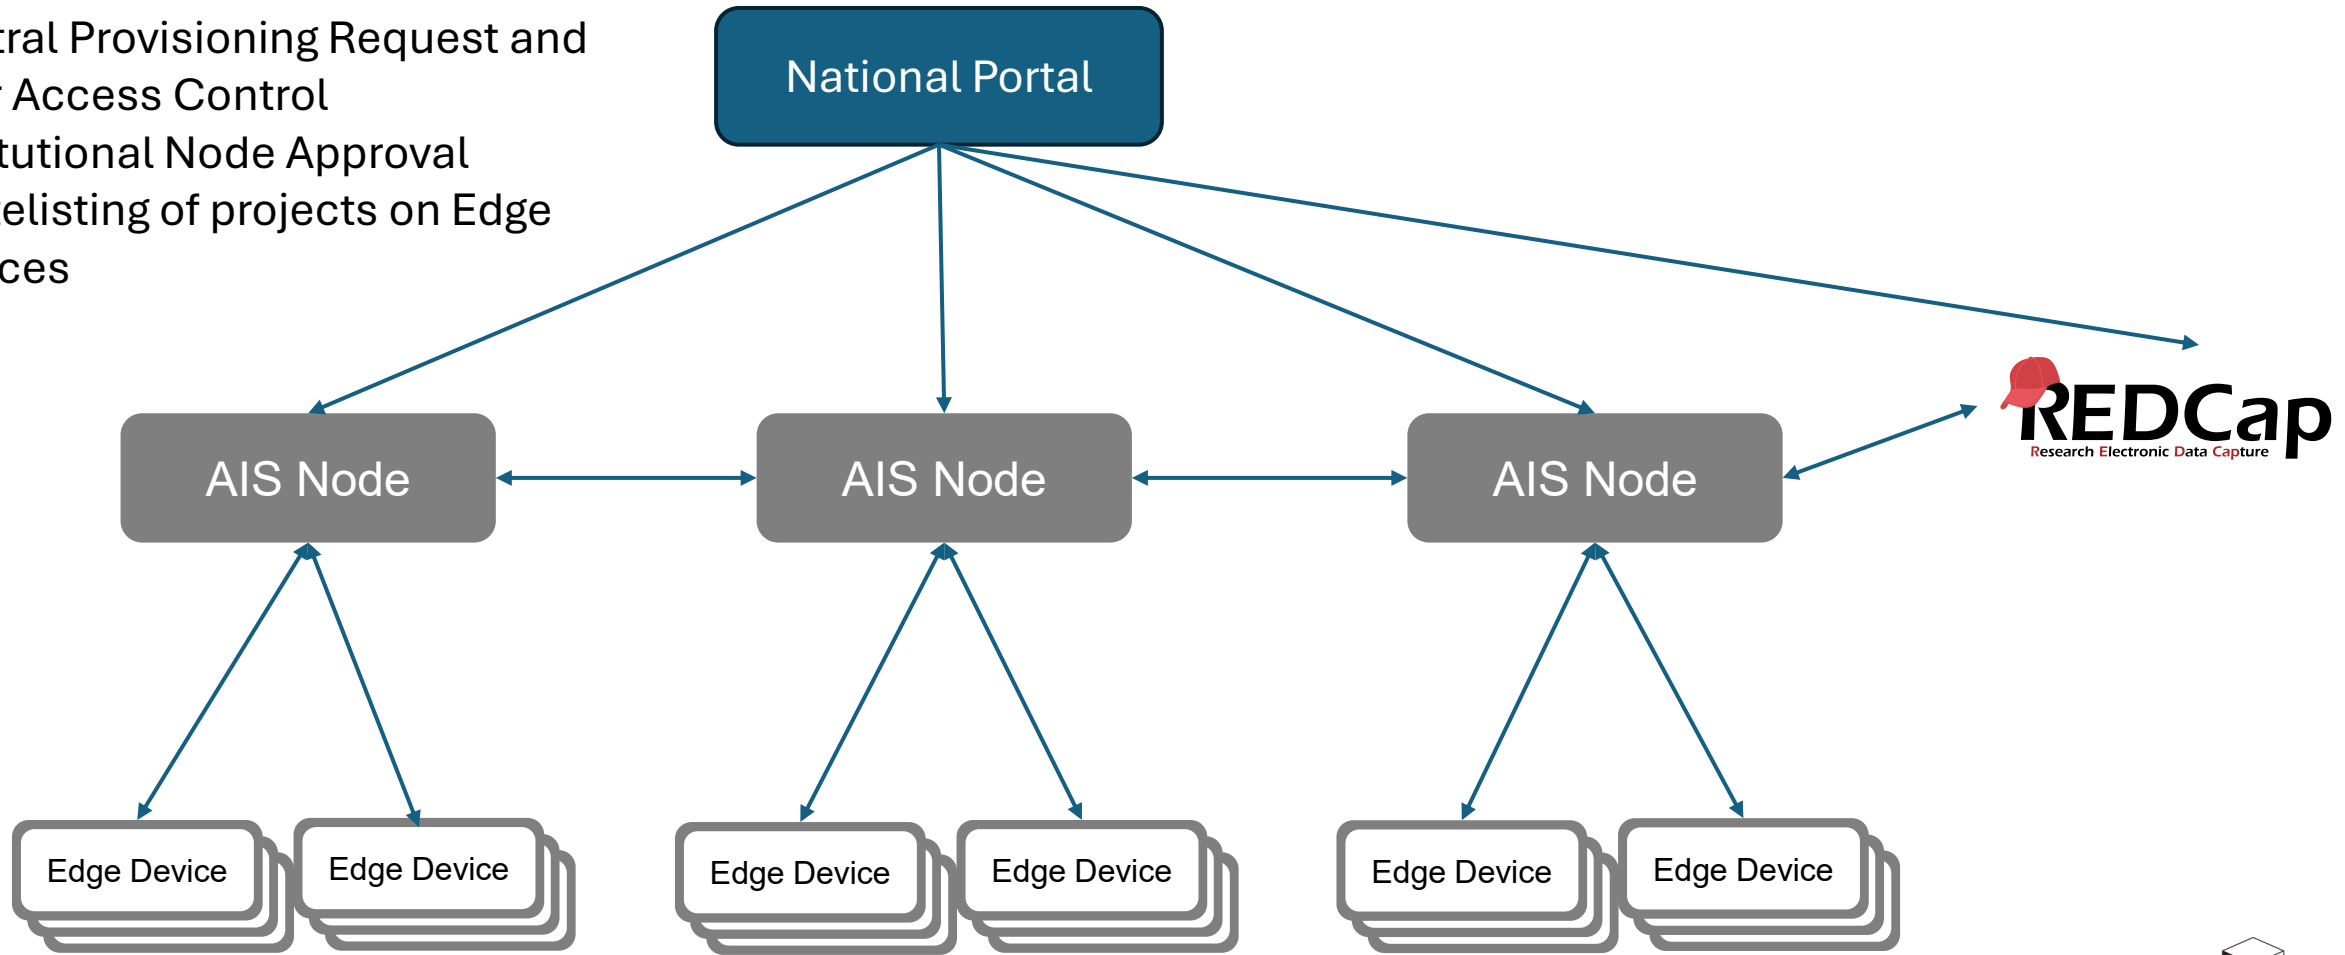 tral Provisioning Request and
r Access Control
tutional Node Approval
elisting of projects on Edge
ces
National Portal
REDCap
Research Electronic Data Capture
AIS Node
AIS Node
AIS Node
Edge Device
Edge Device
Edge Device
Edge Device
Edge Device
Edge Device